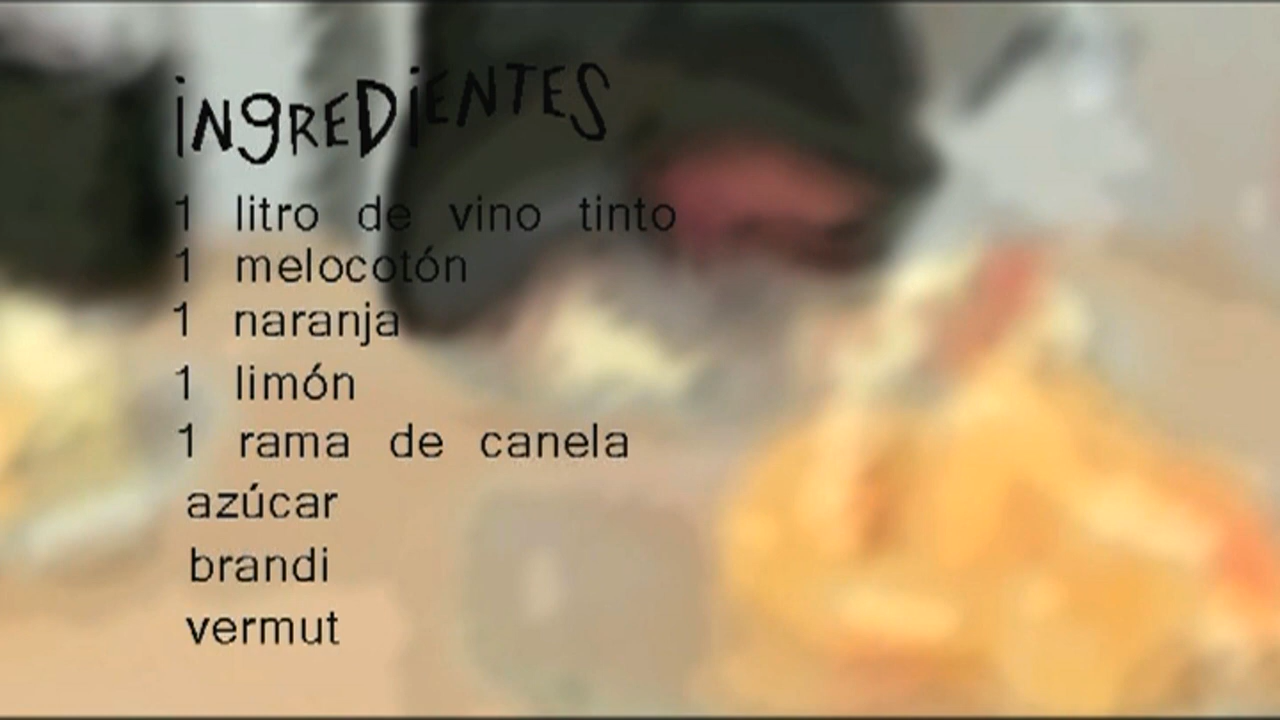 iNgREDiENTES
1 litro de vino tinto
1 melocotón
1 naranja
1 limón
1 rama de canela
azúcar
brandi
vermut